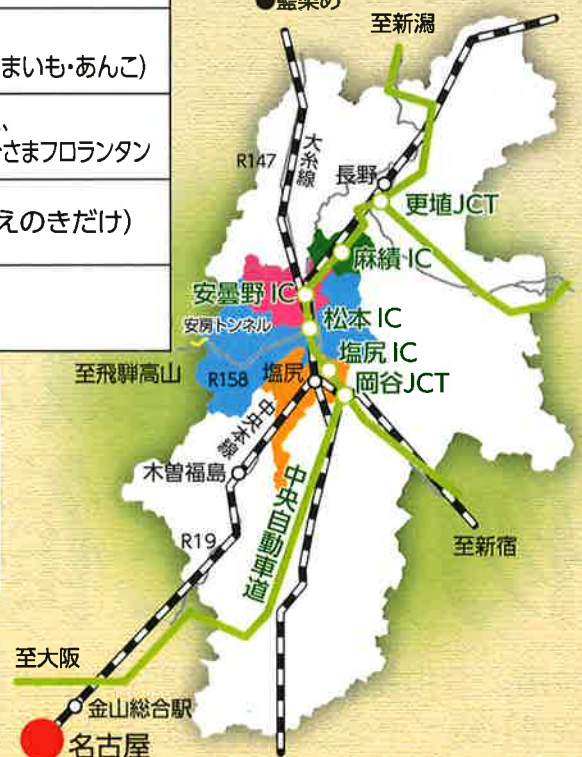 ●藍染め
まいも・あんこ)
さまフロランタン
えのきだけ)
至新潟
R147
大糸線
長野
更埴JCT
麻績 IC
安曇野 IC
安房トンネル
松本 IC
塩尻 IC
至飛騨高山
R158
塩尻
岡谷JCT
中央本線
木曽福島
中央自動車道
R19
至新宿
至大阪
金山総合駅
名古屋